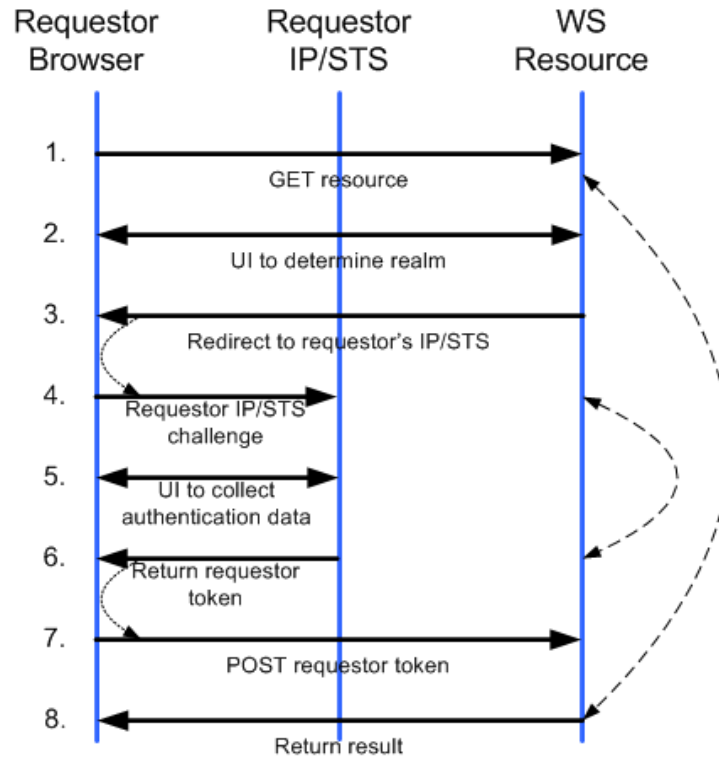 Requestor Browser
Requestor IP/STS
WS Resource
1.
GET resource
2.
UI to determine realm
3.
Redirect to requestor's IP/STS
4.
Requestor IP/STS
challenge
5.
UI to collect
authentication data
6.
Return requestor
token
7.
POST requestor token
8.
Return result